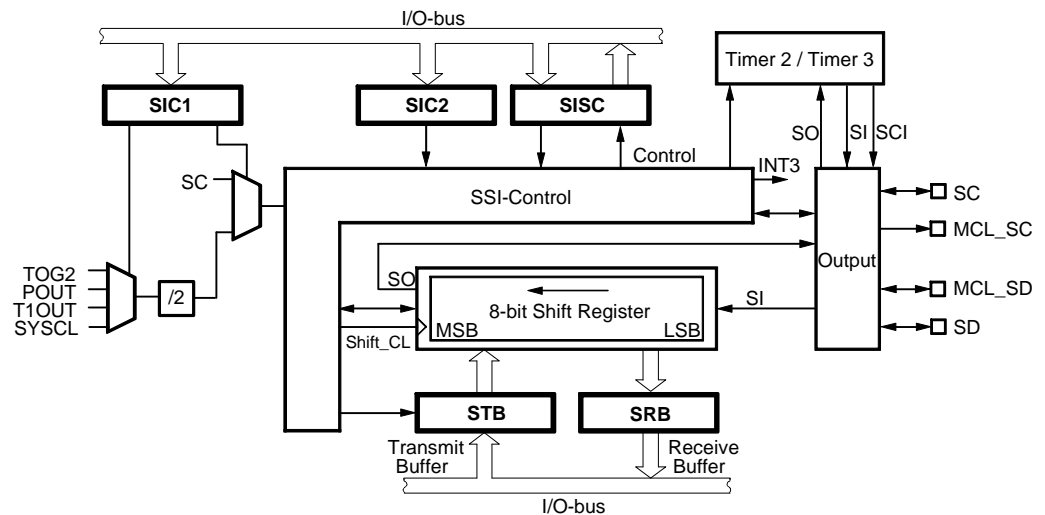 I/O-bus
Timer 2 / Timer 3
SIC1
SIC2
SISC
SO
SI
SCI
Control
INT3
SC
SSI-Control
SC
MCL_SC
Output
TOG2
POUT
T1OUT
SYSCL
/2
SO
8-bit Shift Register
MSB
LSB
SI
MCL_SD
SD
Shift_CL
STB
SRB
Transmit
Buffer
Receive
Buffer
I/O-bus